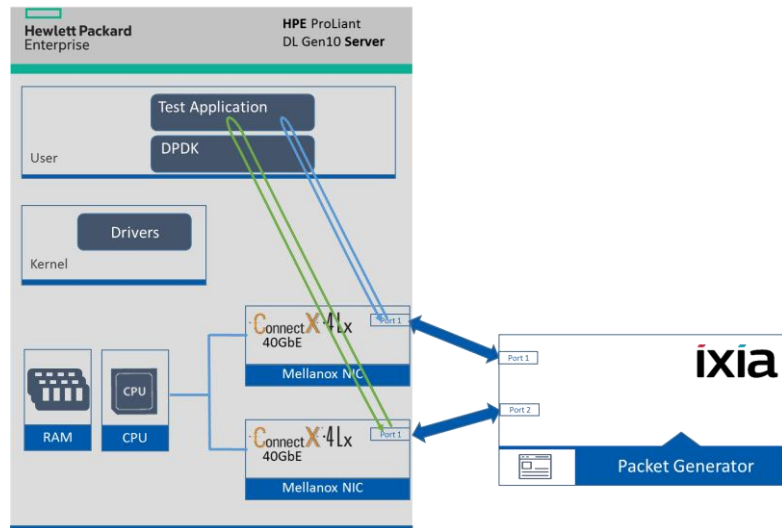 Hewlett Packard
Enterprise
HPE ProLiant
DL Gen10 Server
Test Application
DPDK
User
Drivers
Kernel
ConnectX·4Lx
40GbE
Port 1
Mellanox NIC
CPU
RAM
CPU
ConnectX·4Lx
40GbE
Port 1
Mellanox NIC
Port 1
ixia
Port 2
Packet Generator